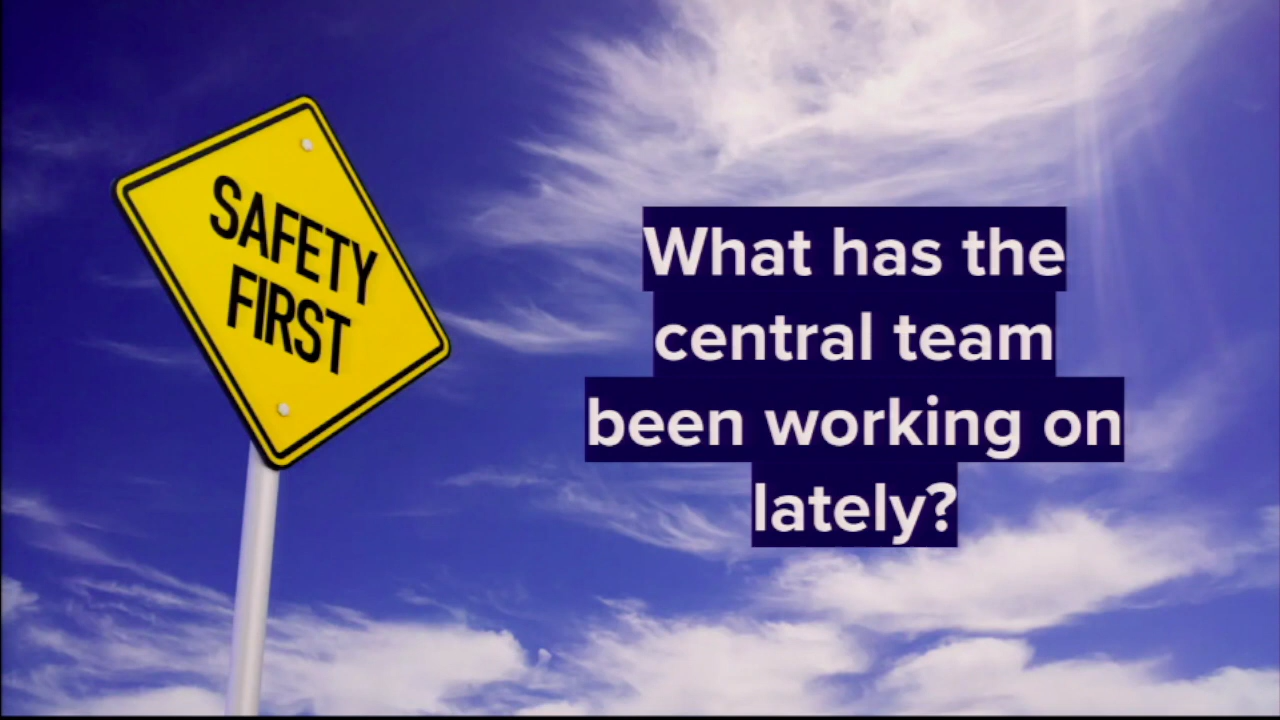 SAFETY
FIRST
What has the
central team
been working on
lately?